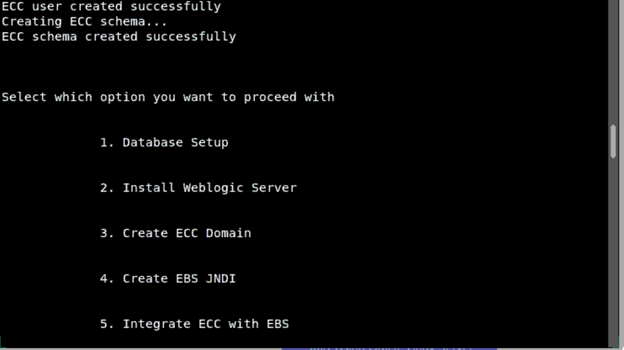 ECC user created successfully
Creating ECC schema...
ECC schema created successfully
Select which option you want to proceed with
1. Database Setup
2. Install Weblogic Server
3. Create ECC Domain
4. Create EBS JNDI
5. Integrate ECC with EBS